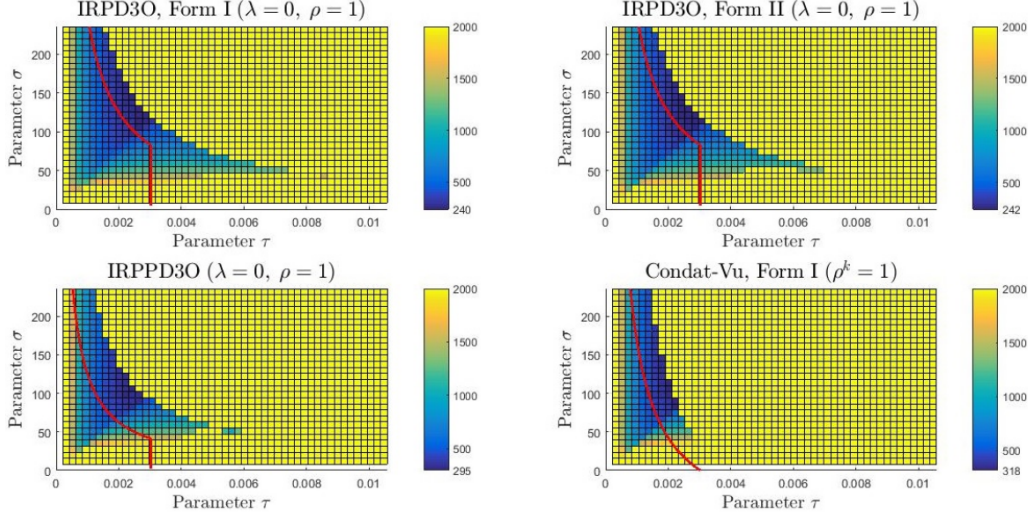 IRPD3O, Form I (λ = 0, ρ = 1)
Parameter σ
200
150
100
50
0
0 0.002 0.004 0.006 0.008 0.01
Parameter τ
2000
1500
1000
500
240
IRPD3O, Form II (λ = 0, ρ = 1)
Parameter σ
200
150
100
50
0
0 0.002 0.004 0.006 0.008 0.01
Parameter τ
2000
1500
1000
500
242
IRPPD3O (λ = 0, ρ = 1)
Parameter σ
200
150
100
50
0
0 0.002 0.004 0.006 0.008 0.01
Parameter τ
2000
1500
1000
500
295
Condat-Vu, Form I (ρᵏ = 1)
Parameter σ
200
150
100
50
0
0 0.002 0.004 0.006 0.008 0.01
Parameter τ
2000
1500
1000
500
318